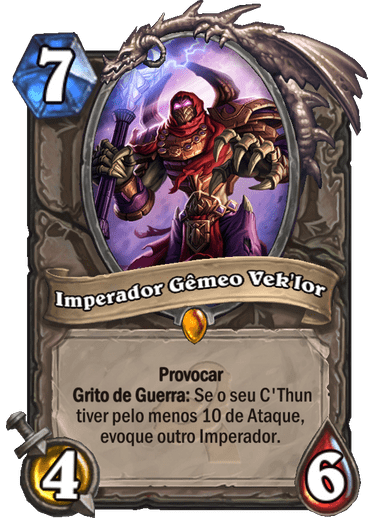 7
Imperador Gêmeo Vek'lor
Provocar
Grito de Guerra: Se o seu C'Thun
tiver pelo menos 10 de Ataque,
evoque outro Imperador.
4
6